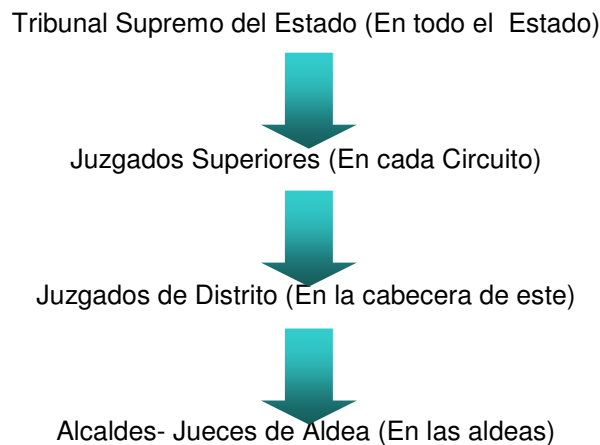 Tribunal Supremo del Estado (En todo el Estado)
Juzgados Superiores (En cada Circuito)
Juzgados de Distrito (En la cabecera de este)
Alcaldes- Jueces de Aldea (En las aldeas)